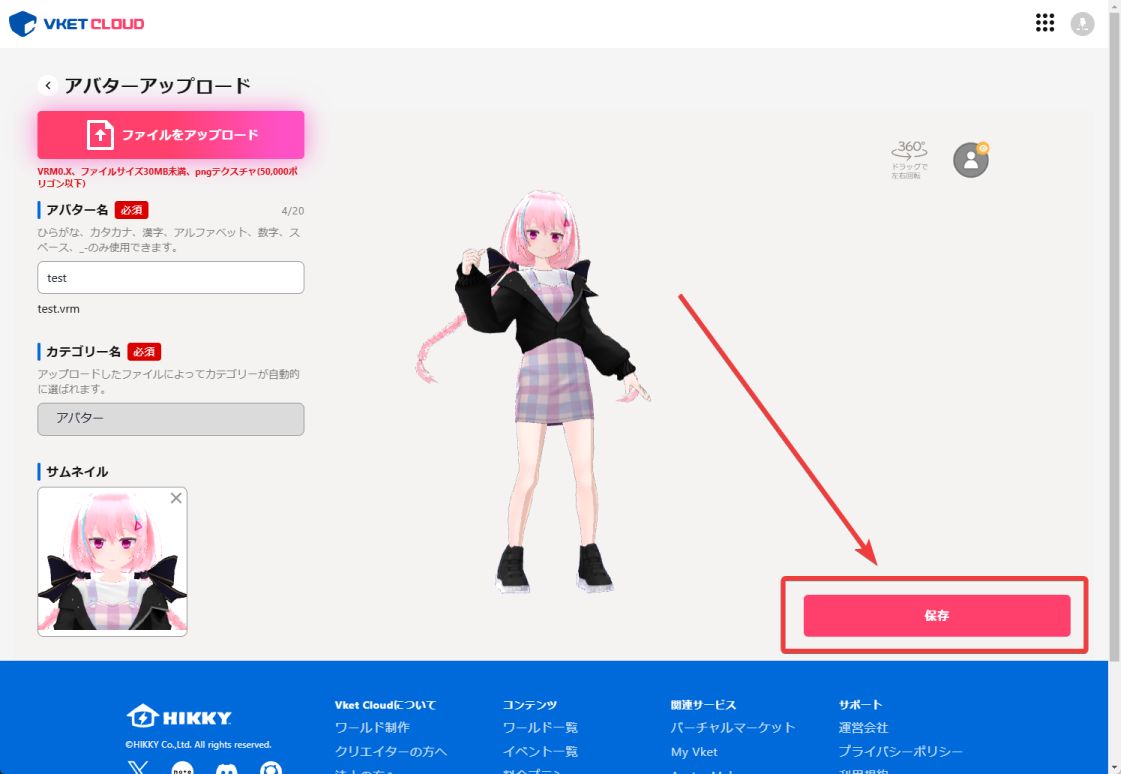 VKET CLOUD
アバターアップロード
ファイルをアップロード
VRM0.X、ファイルサイズ30MB未満、pngテクスチャ(50,000ポ
リゴン以下)
アバター名 必須 4/20
ひらがな、カタカナ、漢字、アルファベット、数字、ス
ペース、_-のみ使用できます。
test
test.vrm
カテゴリー名 必須
アップロードしたファイルによってカテゴリーが自動的
に選ばれます。
アバター
サムネイル
360°
ドラッグで
左右回転
保存
HIKKY
©HIKKY Co.,Ltd. All rights reserved.
note
Vket Cloudについて
ワールド制作
クリエイターの方へ
コンテンツ
ワールド一覧
イベント一覧
関連サービス
バーチャルマーケット
My Vket
サポート
運営会社
プライバシーポリシー